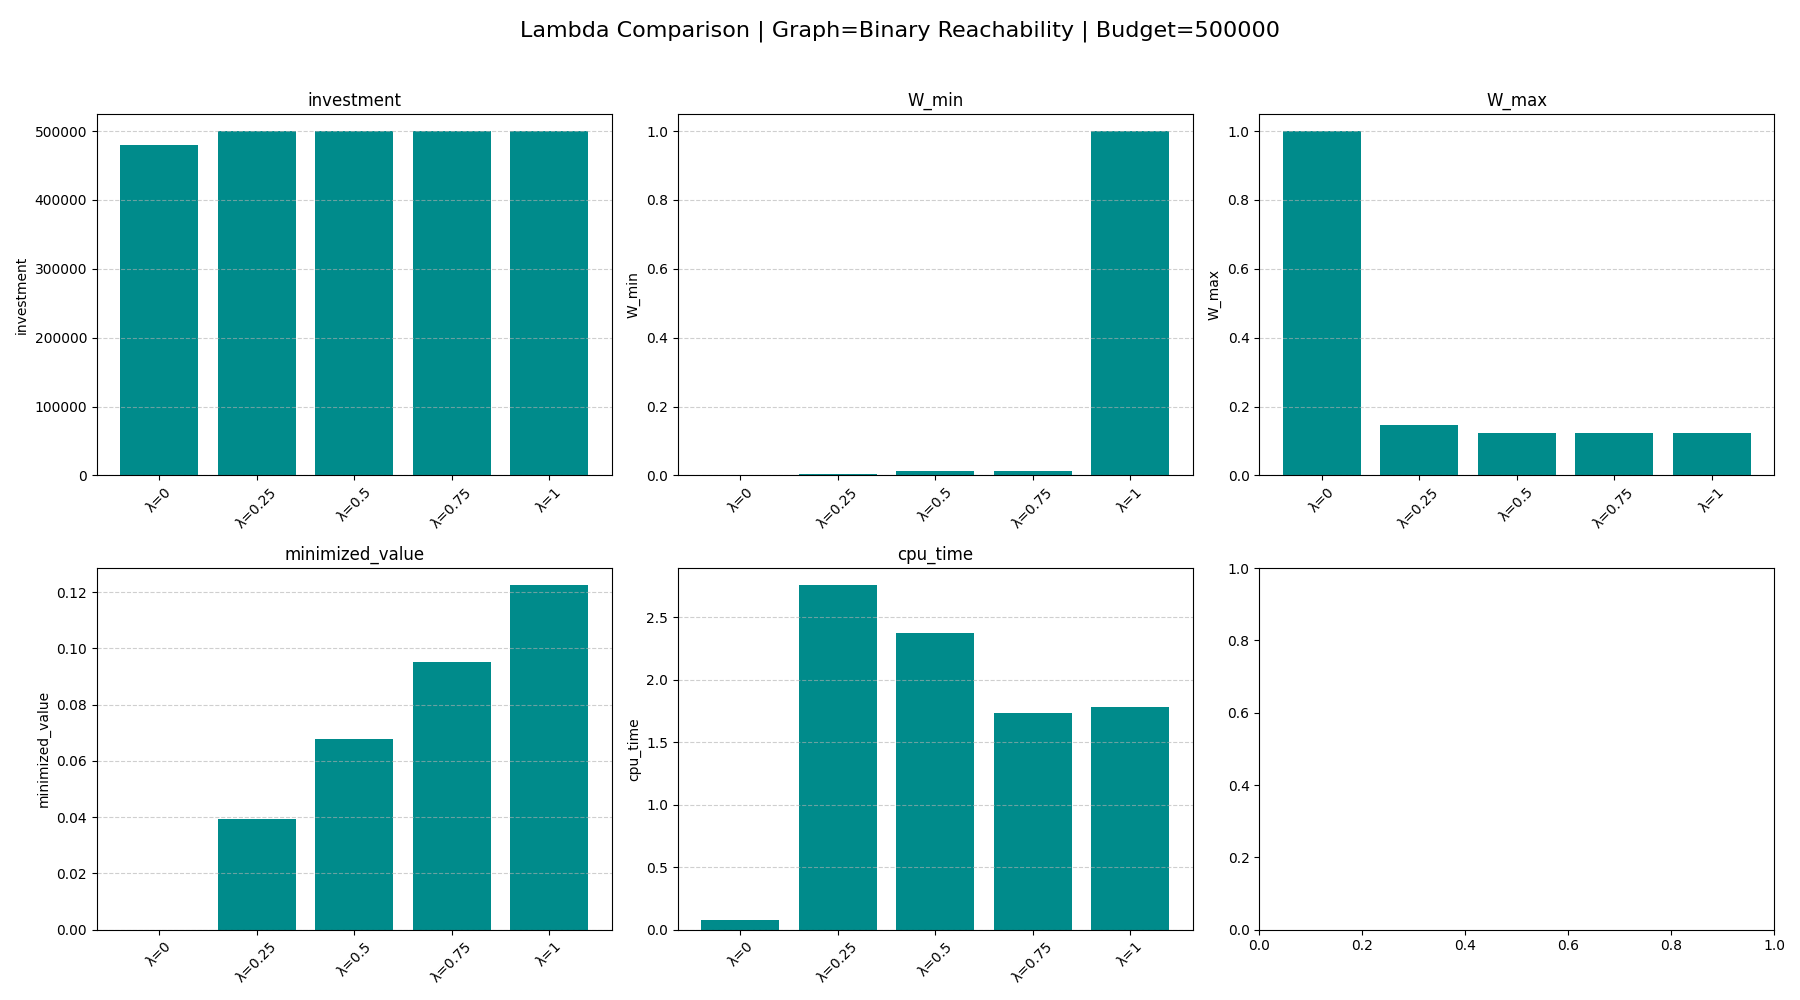 Lambda Comparison | Graph=Binary Reachability | Budget=500000
investment
500000
400000
300000
200000
100000
0
investment
λ=0
λ=0.25
λ=0.5
λ=0.75
λ=1
W_min
1.0
0.8
0.6
0.4
0.2
0.0
W_min
λ=0
λ=0.25
λ=0.5
λ=0.75
λ=1
W_max
1.0
0.8
0.6
0.4
0.2
0.0
W_max
λ=0
λ=0.25
λ=0.5
λ=0.75
λ=1
minimized_value
0.12
0.10
0.08
0.06
0.04
0.02
0.00
minimized_value
λ=0
λ=0.25
λ=0.5
λ=0.75
λ=1
cpu_time
2.5
2.0
1.5
1.0
0.5
0.0
cpu_time
λ=0
λ=0.25
λ=0.5
λ=0.75
λ=1
1.0
0.8
0.6
0.4
0.2
0.0
0.0 0.2 0.4 0.6 0.8 1.0